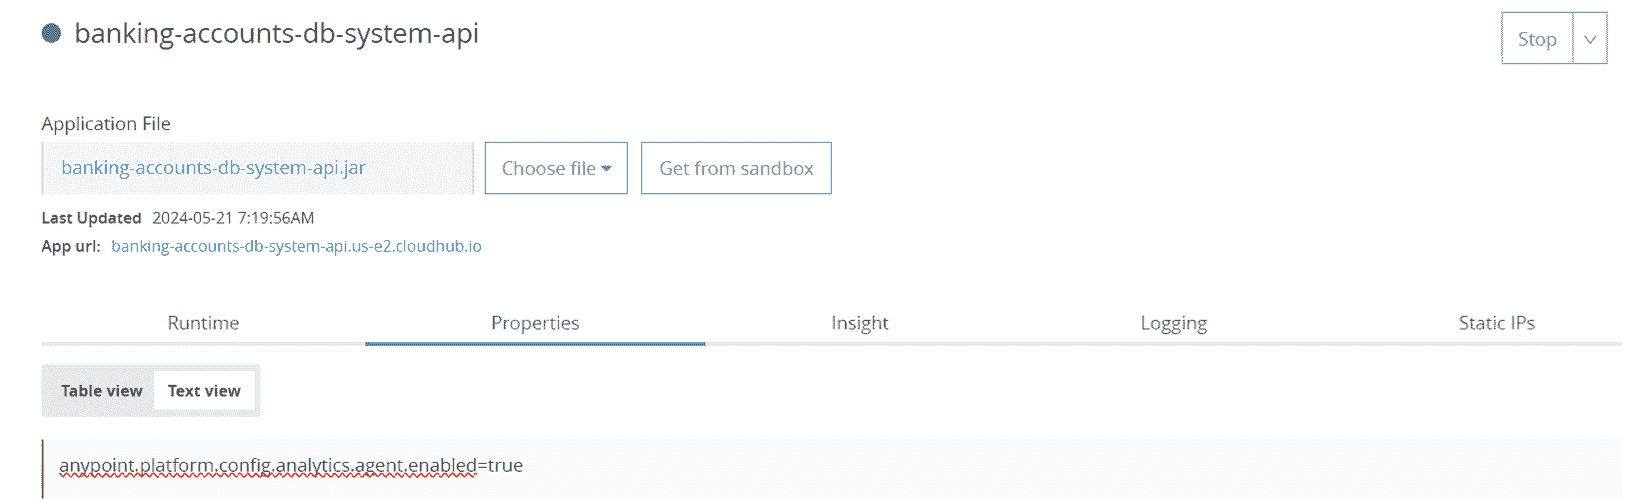 banking-accounts-db-system-api
Stop
Application File
banking-accounts-db-system-api.jar
Choose file
Get from sandbox
Last Updated 2024-05-21 7:19:56AM
App url: banking-accounts-db-system-api.us-e2.cloudhub.io
Runtime
Properties
Insight
Logging
Static IPs
Table view
Text view
anypoint.platform.config.analytics.agent.enabled=true